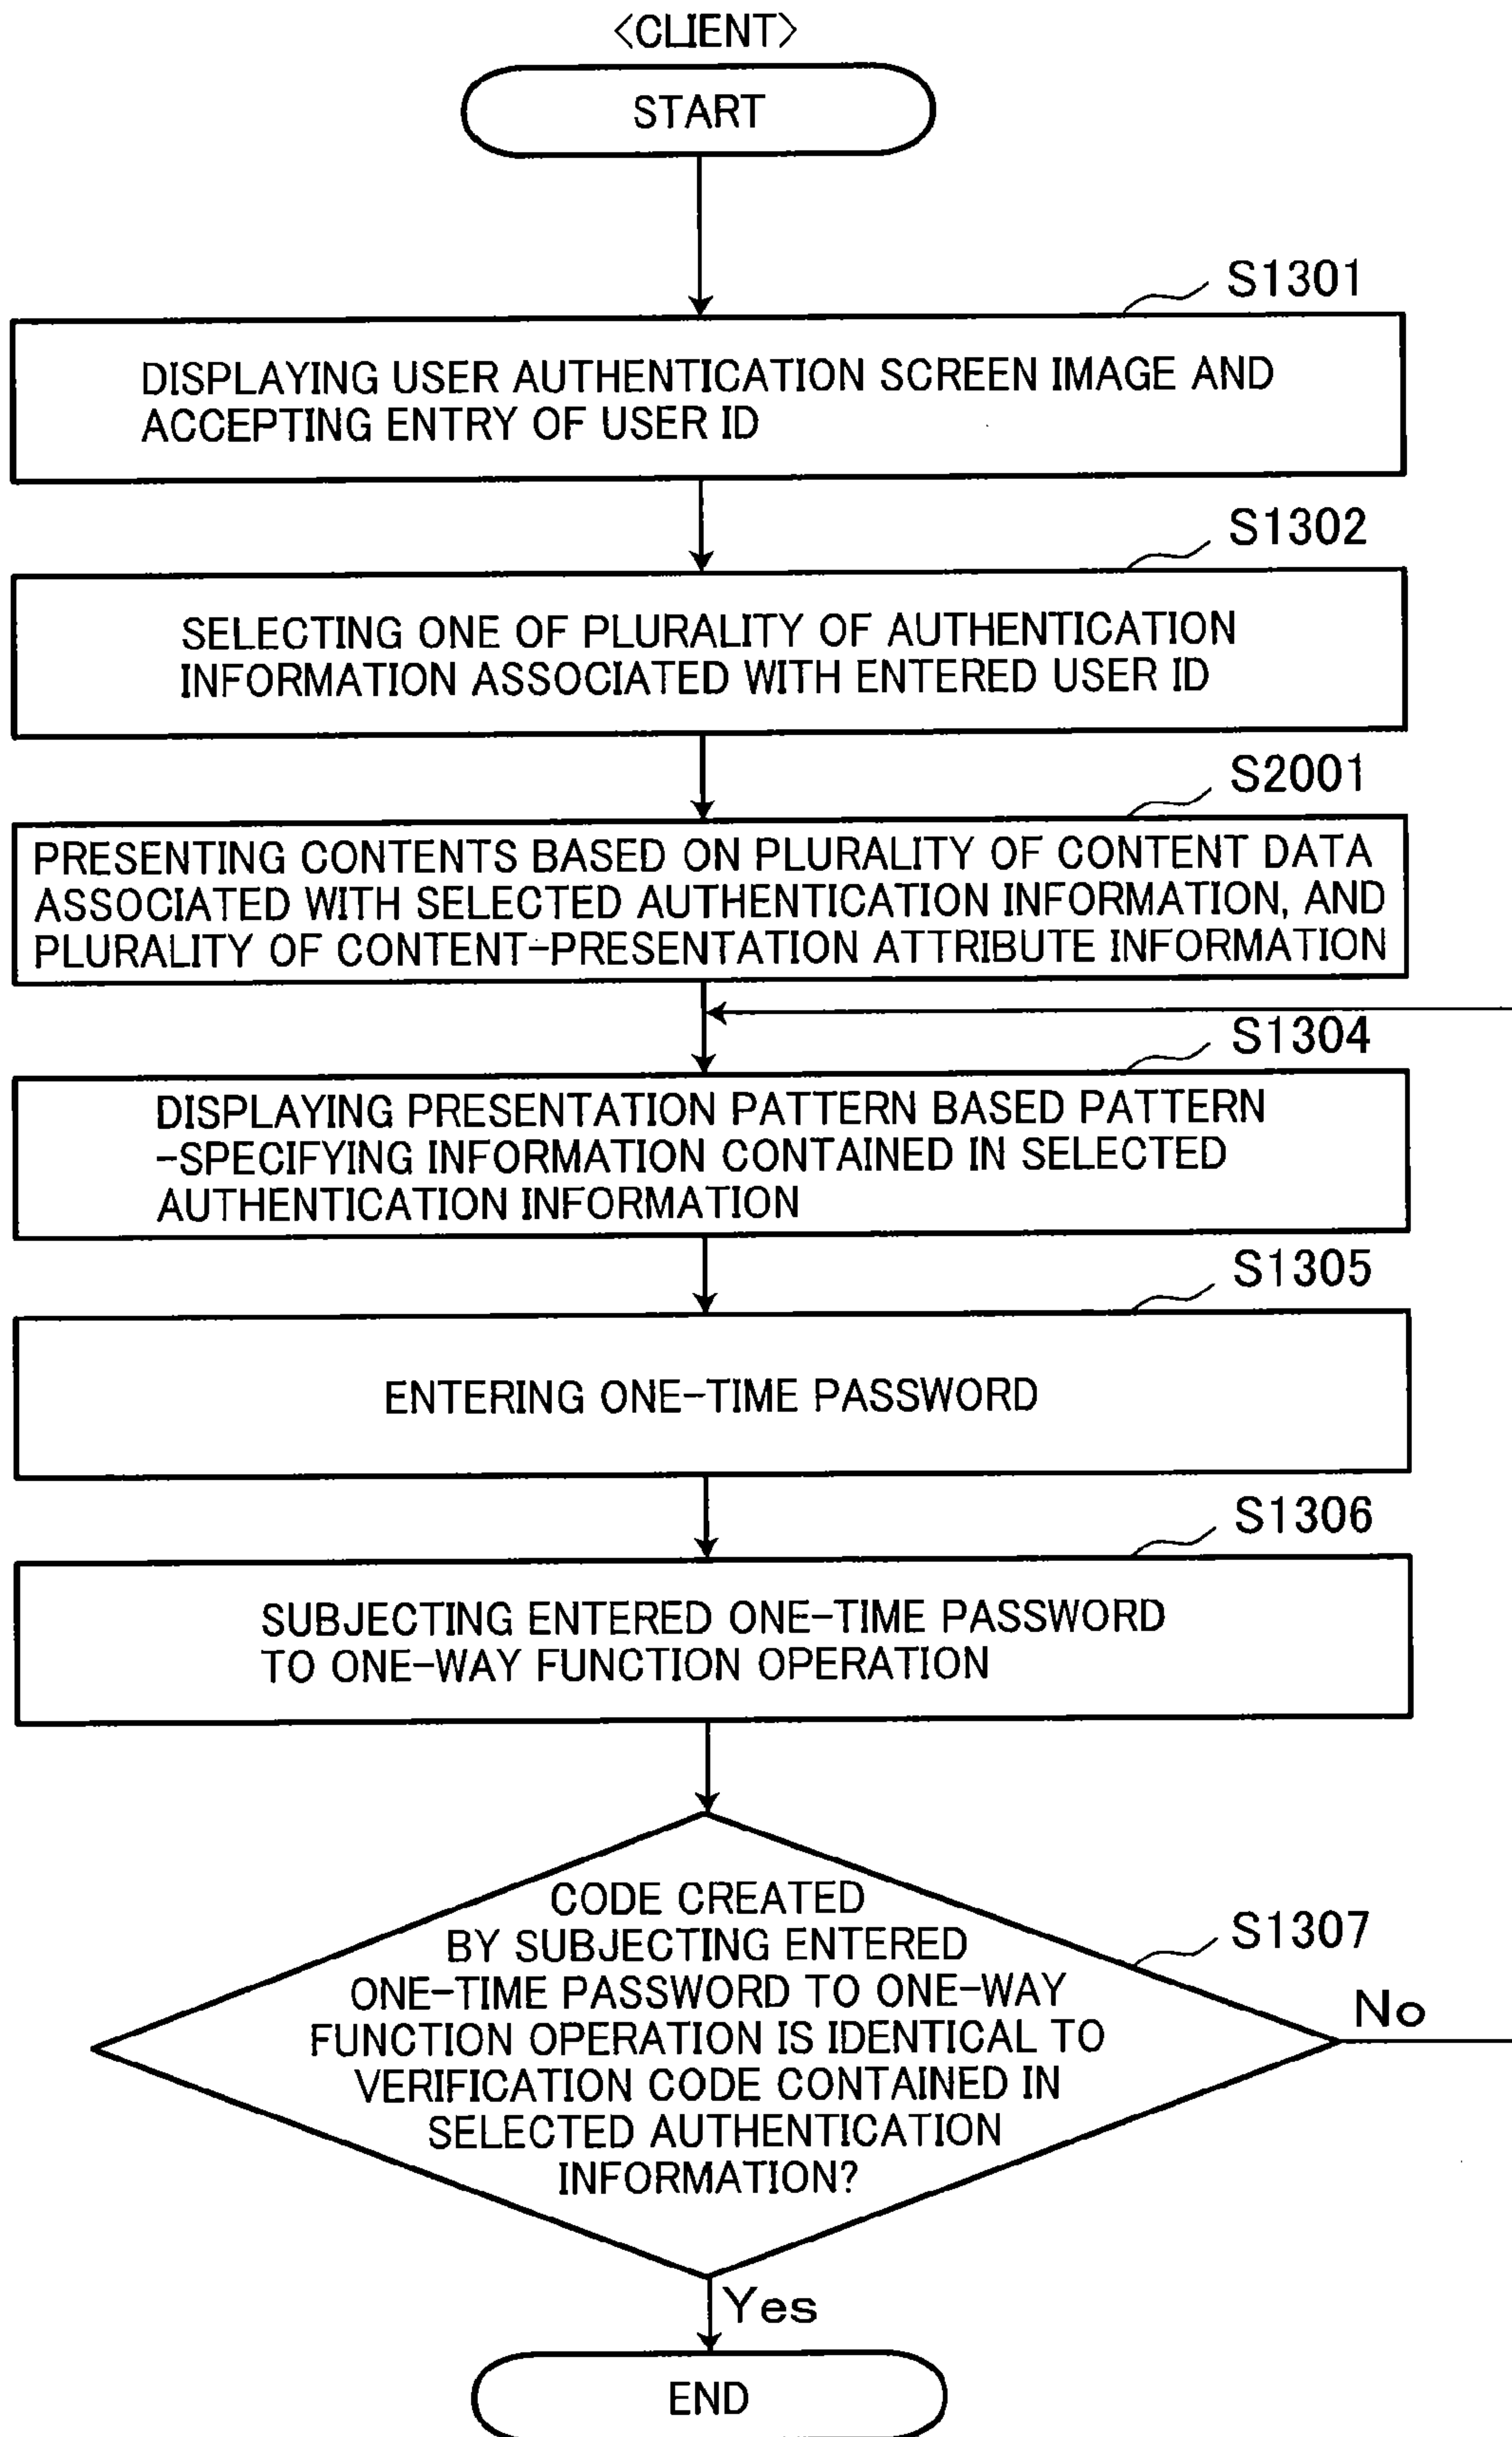 <CLIENT>
START
S1301
DISPLAYING USER AUTHENTICATION SCREEN IMAGE AND
ACCEPTING ENTRY OF USER ID
S1302
SELECTING ONE OF PLURALITY OF AUTHENTICATION
INFORMATION ASSOCIATED WITH ENTERED USER ID
S2001
PRESENTING CONTENTS BASED ON PLURALITY OF CONTENT DATA
ASSOCIATED WITH SELECTED AUTHENTICATION INFORMATION, AND
PLURALITY OF CONTENT-PRESENTATION ATTRIBUTE INFORMATION
S1304
DISPLAYING PRESENTATION PATTERN BASED PATTERN
-SPECIFYING INFORMATION CONTAINED IN SELECTED
AUTHENTICATION INFORMATION
S1305
ENTERING ONE-TIME PASSWORD
S1306
SUBJECTING ENTERED ONE-TIME PASSWORD
TO ONE-WAY FUNCTION OPERATION
CODE CREATED
BY SUBJECTING ENTERED
S1307
ONE-TIME PASSWORD TO ONE-WAY
No
FUNCTION OPERATION IS IDENTICAL TO
VERIFICATION CODE CONTAINED IN
SELECTED AUTHENTICATION
INFORMATION?
Yes
END